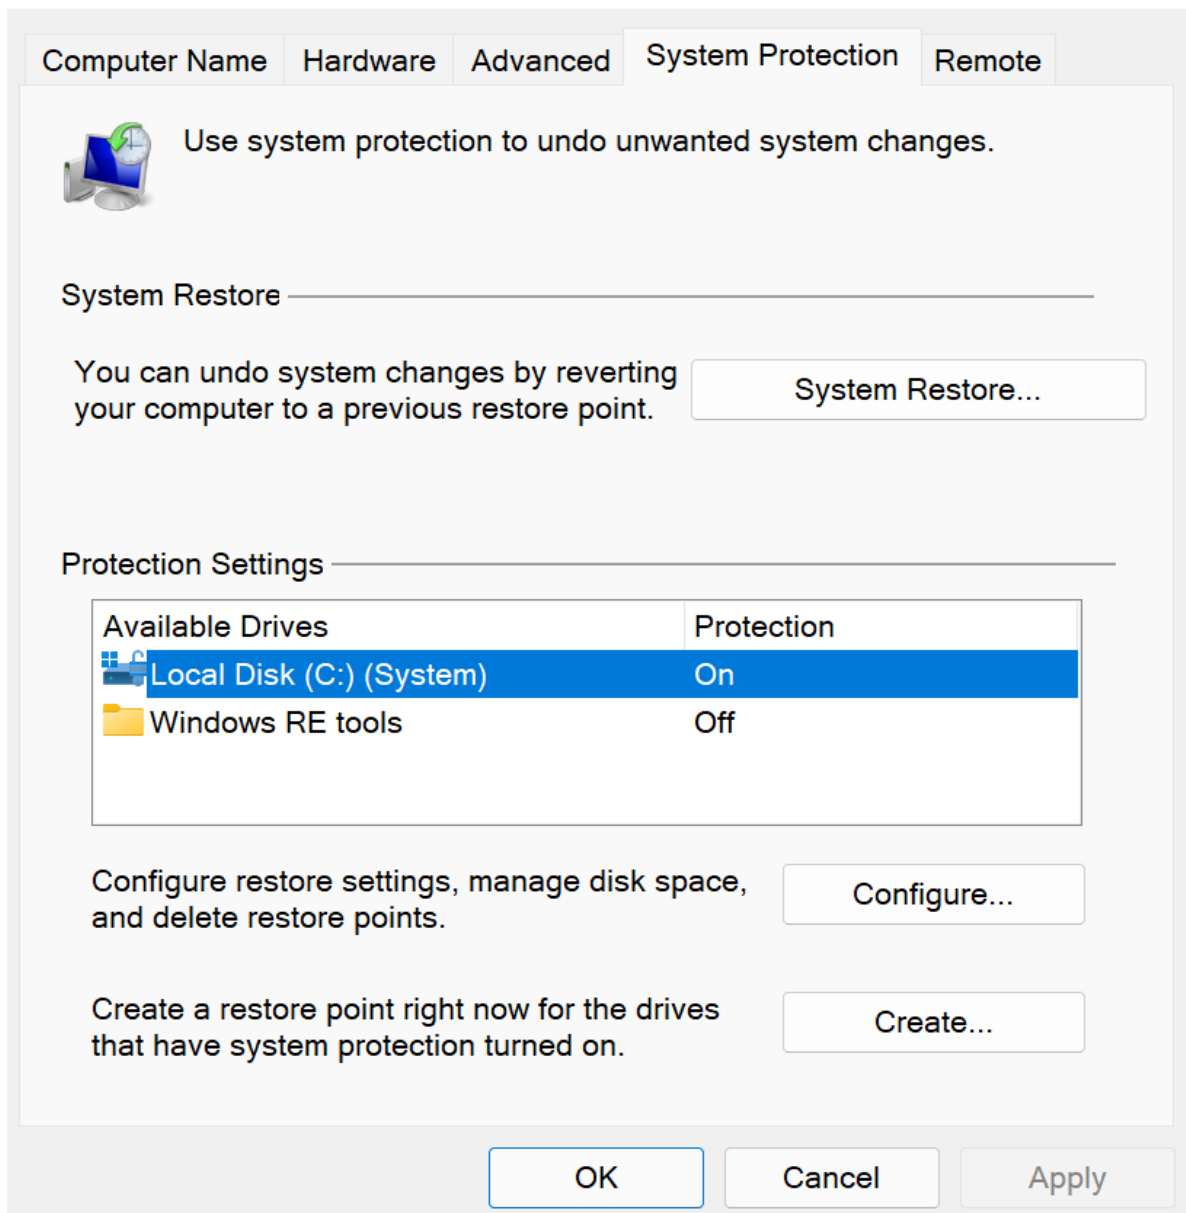 Computer Name Hardware Advanced System Protection Remote
Use system protection to undo unwanted system changes.
System Restore
You can undo system changes by reverting
your computer to a previous restore point.
System Restore...
Protection Settings
Available Drives Protection
Local Disk (C:) (System) On
Windows RE tools Off
Configure restore settings, manage disk space,
and delete restore points.
Configure...
Create a restore point right now for the drives
that have system protection turned on.
Create...
OK Cancel Apply